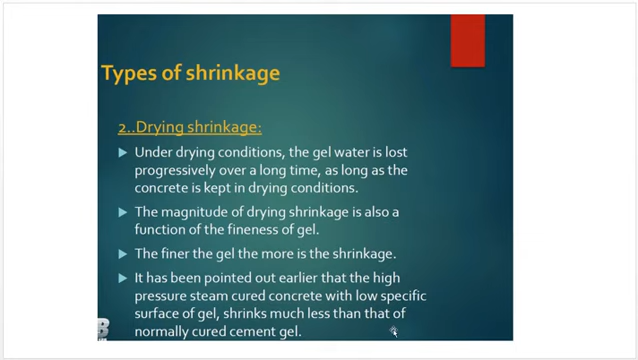 Types of shrinkage
2..Drying shrinkage:
Under drying conditions, the gel water is lost
progressively over a long time, as long as the
concrete is kept in drying conditions.
The magnitude of drying shrinkage is also a
function of the fineness of gel.
The finer the gel the more is the shrinkage.
It has been pointed out earlier that the high
pressure steam cured concrete with low specific
surface of gel, shrinks much less than that of
normally cured cement gel.